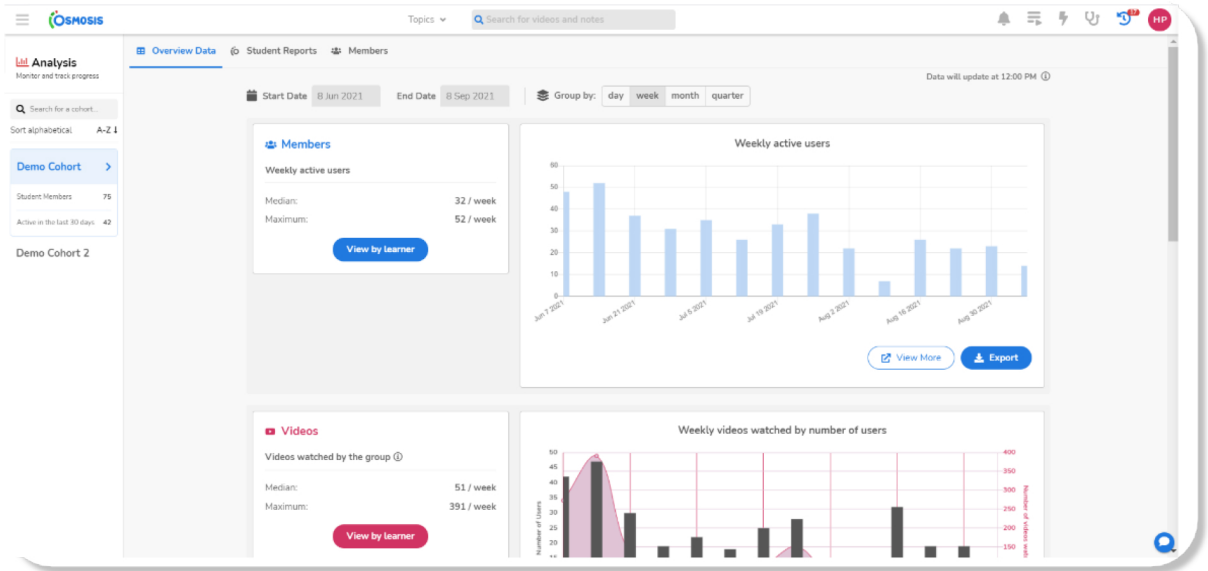 OSMOSIS
Topics
Search for videos and notes
17
HP
Analysis
Monitor and track progress
Search for a cohort...
Sort alphabetical A-Z
Demo Cohort
Student Members 75
Active in the last 30 days 42
Demo Cohort 2
Overview Data Student Reports Members
Data will update at 12:00 PM
Start Date 8 Jun 2021 End Date 8 Sep 2021 Group by: day week month quarter
Members
Weekly active users
Median: 32 / week
Maximum: 52 / week
View by learner
Weekly active users
60
50
40
30
20
10
0
Jun 7 2021 Jun 21 2021 Jul 5 2021 Jul 19 2021 Aug 2 2021 Aug 16 2021 Aug 30 2021
View More Export
Videos
Videos watched by the group
Median: 51 / week
Maximum: 391 / week
View by learner
Weekly videos watched by number of users
50
45
40
35
30
25
20
Number of Users
400
350
300
250
200
150
Number of videos